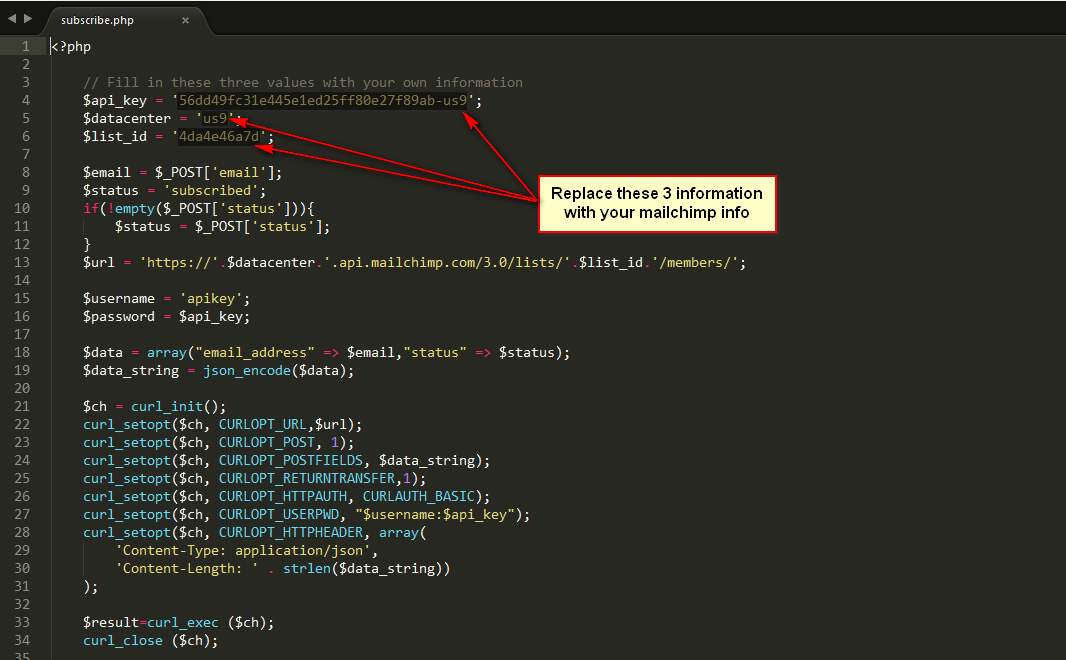 subscribe.php ×
1 <?php
2
3 // Fill in these three values with your own information
4 $api_key = '56dd49fc31e445e1ed25ff80e27f89ab-us9';
5 $datacenter = 'us9';
6 $list_id = '4da4e46a7d';
7
8 $email = $_POST['email'];
9 $status = 'subscribed';
10 if(!empty($_POST['status'])){
11 $status = $_POST['status'];
12 }
13 $url = 'https://'.$datacenter.'.api.mailchimp.com/3.0/lists/'.$list_id.'/members/';
14
15 $username = 'apikey';
16 $password = $api_key;
17
18 $data = array("email_address" => $email,"status" => $status);
19 $data_string = json_encode($data);
20
21 $ch = curl_init();
22 curl_setopt($ch, CURLOPT_URL,$url);
23 curl_setopt($ch, CURLOPT_POST, 1);
24 curl_setopt($ch, CURLOPT_POSTFIELDS, $data_string);
25 curl_setopt($ch, CURLOPT_RETURNTRANSFER,1);
26 curl_setopt($ch, CURLOPT_HTTPAUTH, CURLAUTH_BASIC);
27 curl_setopt($ch, CURLOPT_USERPWD, "$username:$api_key");
28 curl_setopt($ch, CURLOPT_HTTPHEADER, array(
29 'Content-Type: application/json',
30 'Content-Length: ' . strlen($data_string))
31 );
32
33 $result=curl_exec ($ch);
34 curl_close ($ch);
35
Replace these 3 information
with your mailchimp info